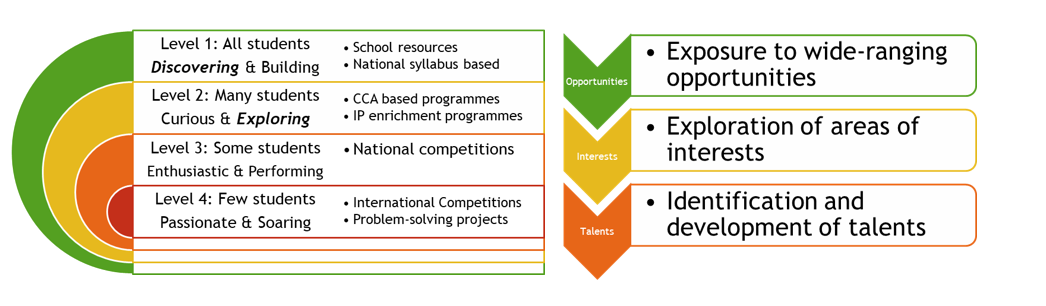 Level 1: All students
Discovering & Building
• School resources
• National syllabus based
Level 2: Many students
Curious & Exploring
• CCA based programmes
• IP enrichment programmes
Level 3: Some students
Enthusiastic & Performing
• National competitions
Level 4: Few students
Passionate & Soaring
• International Competitions
• Problem-solving projects
Opportunities
• Exposure to wide-ranging
opportunities
Interests
• Exploration of areas of
interests
Talents
• Identification and
development of talents